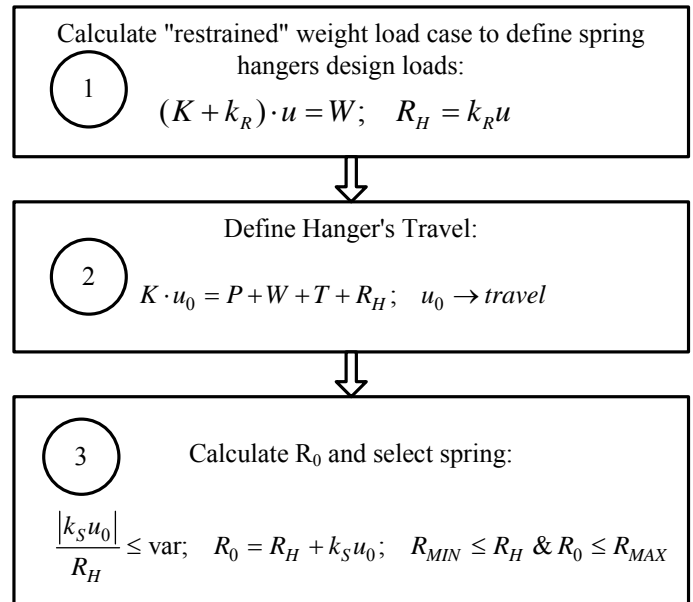 Calculate "restrained" weight load case to define spring
hangers design loads:
1
(K + k_R) · u = W;   R_H = k_R u
Define Hanger's Travel:
2
K · u_0 = P + W + T + R_H;   u_0 → travel
3
Calculate R_0 and select spring:
|k_S u_0| / R_H ≤ var;   R_0 = R_H + k_S u_0;   R_MIN ≤ R_H & R_0 ≤ R_MAX